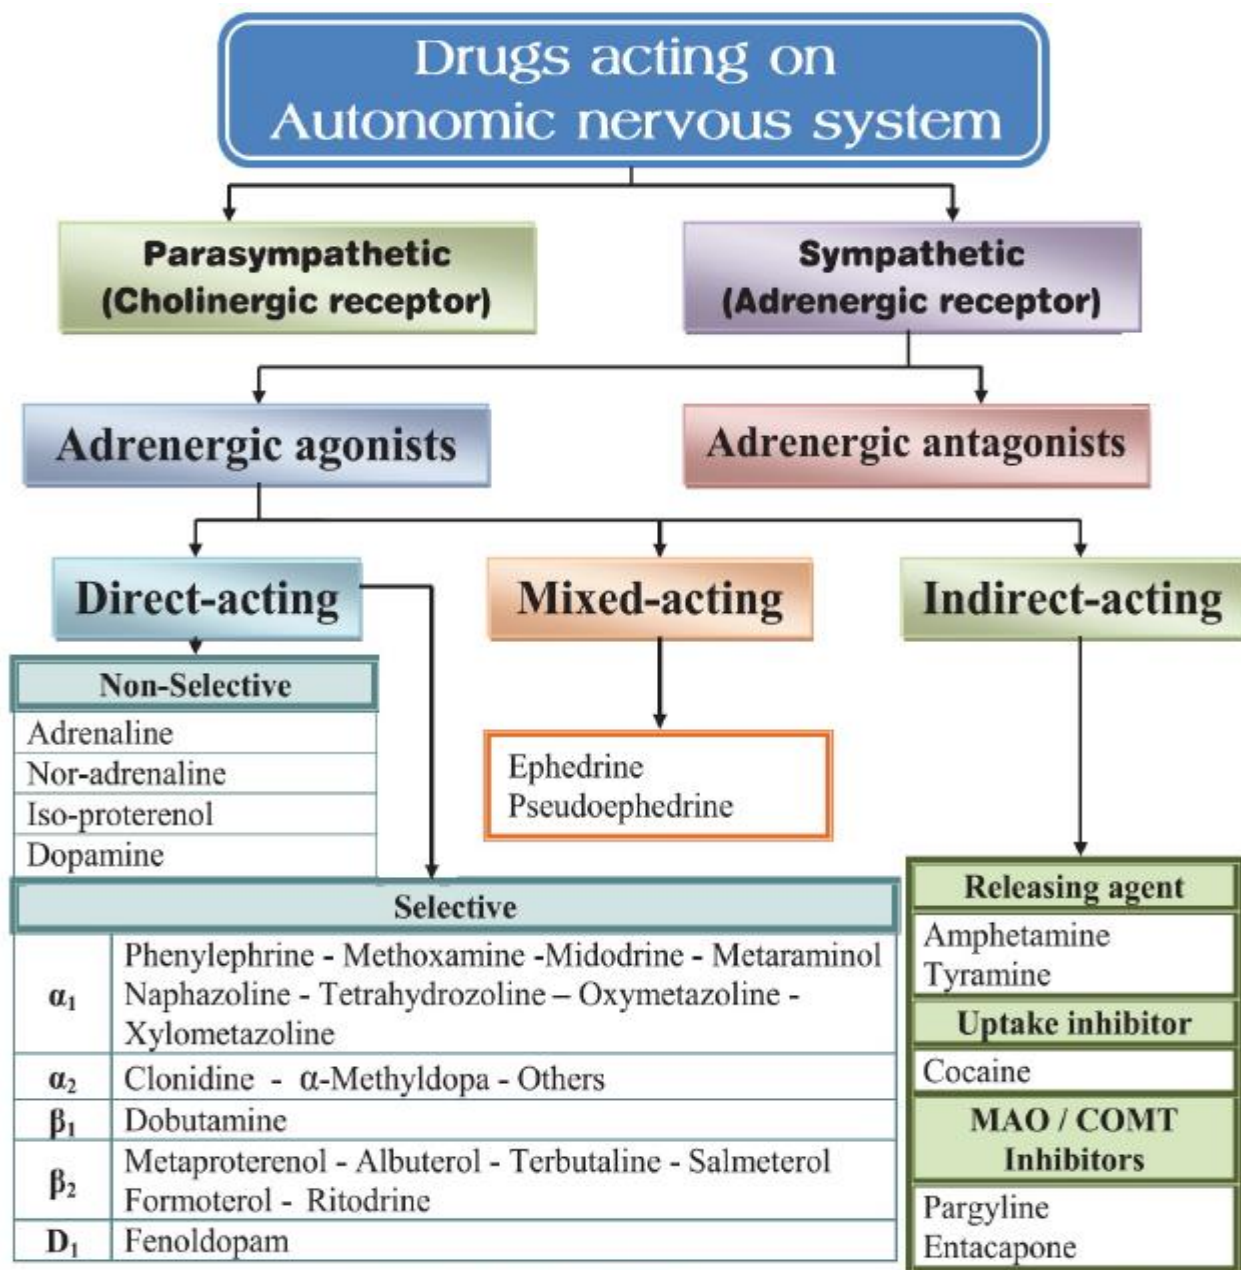 Drugs acting on
Autonomic nervous system
Parasympathetic
(Cholinergic receptor)
Sympathetic
(Adrenergic receptor)
Adrenergic agonists
Adrenergic antagonists
Direct-acting
Mixed-acting
Indirect-acting
Non-Selective
Adrenaline
Nor-adrenaline
Iso-proterenol
Dopamine
Ephedrine
Pseudoephedrine
Selective
α₁
Phenylephrine - Methoxamine -Midodrine - Metaraminol
Naphazoline - Tetrahydrozoline – Oxymetazoline -
Xylometazoline
α₂
Clonidine - α-Methyldopa - Others
β₁
Dobutamine
β₂
Metaproterenol - Albuterol - Terbutaline - Salmeterol
Formoterol - Ritodrine
D₁
Fenoldopam
Releasing agent
Amphetamine
Tyramine
Uptake inhibitor
Cocaine
MAO / COMT
Inhibitors
Pargyline
Entacapone